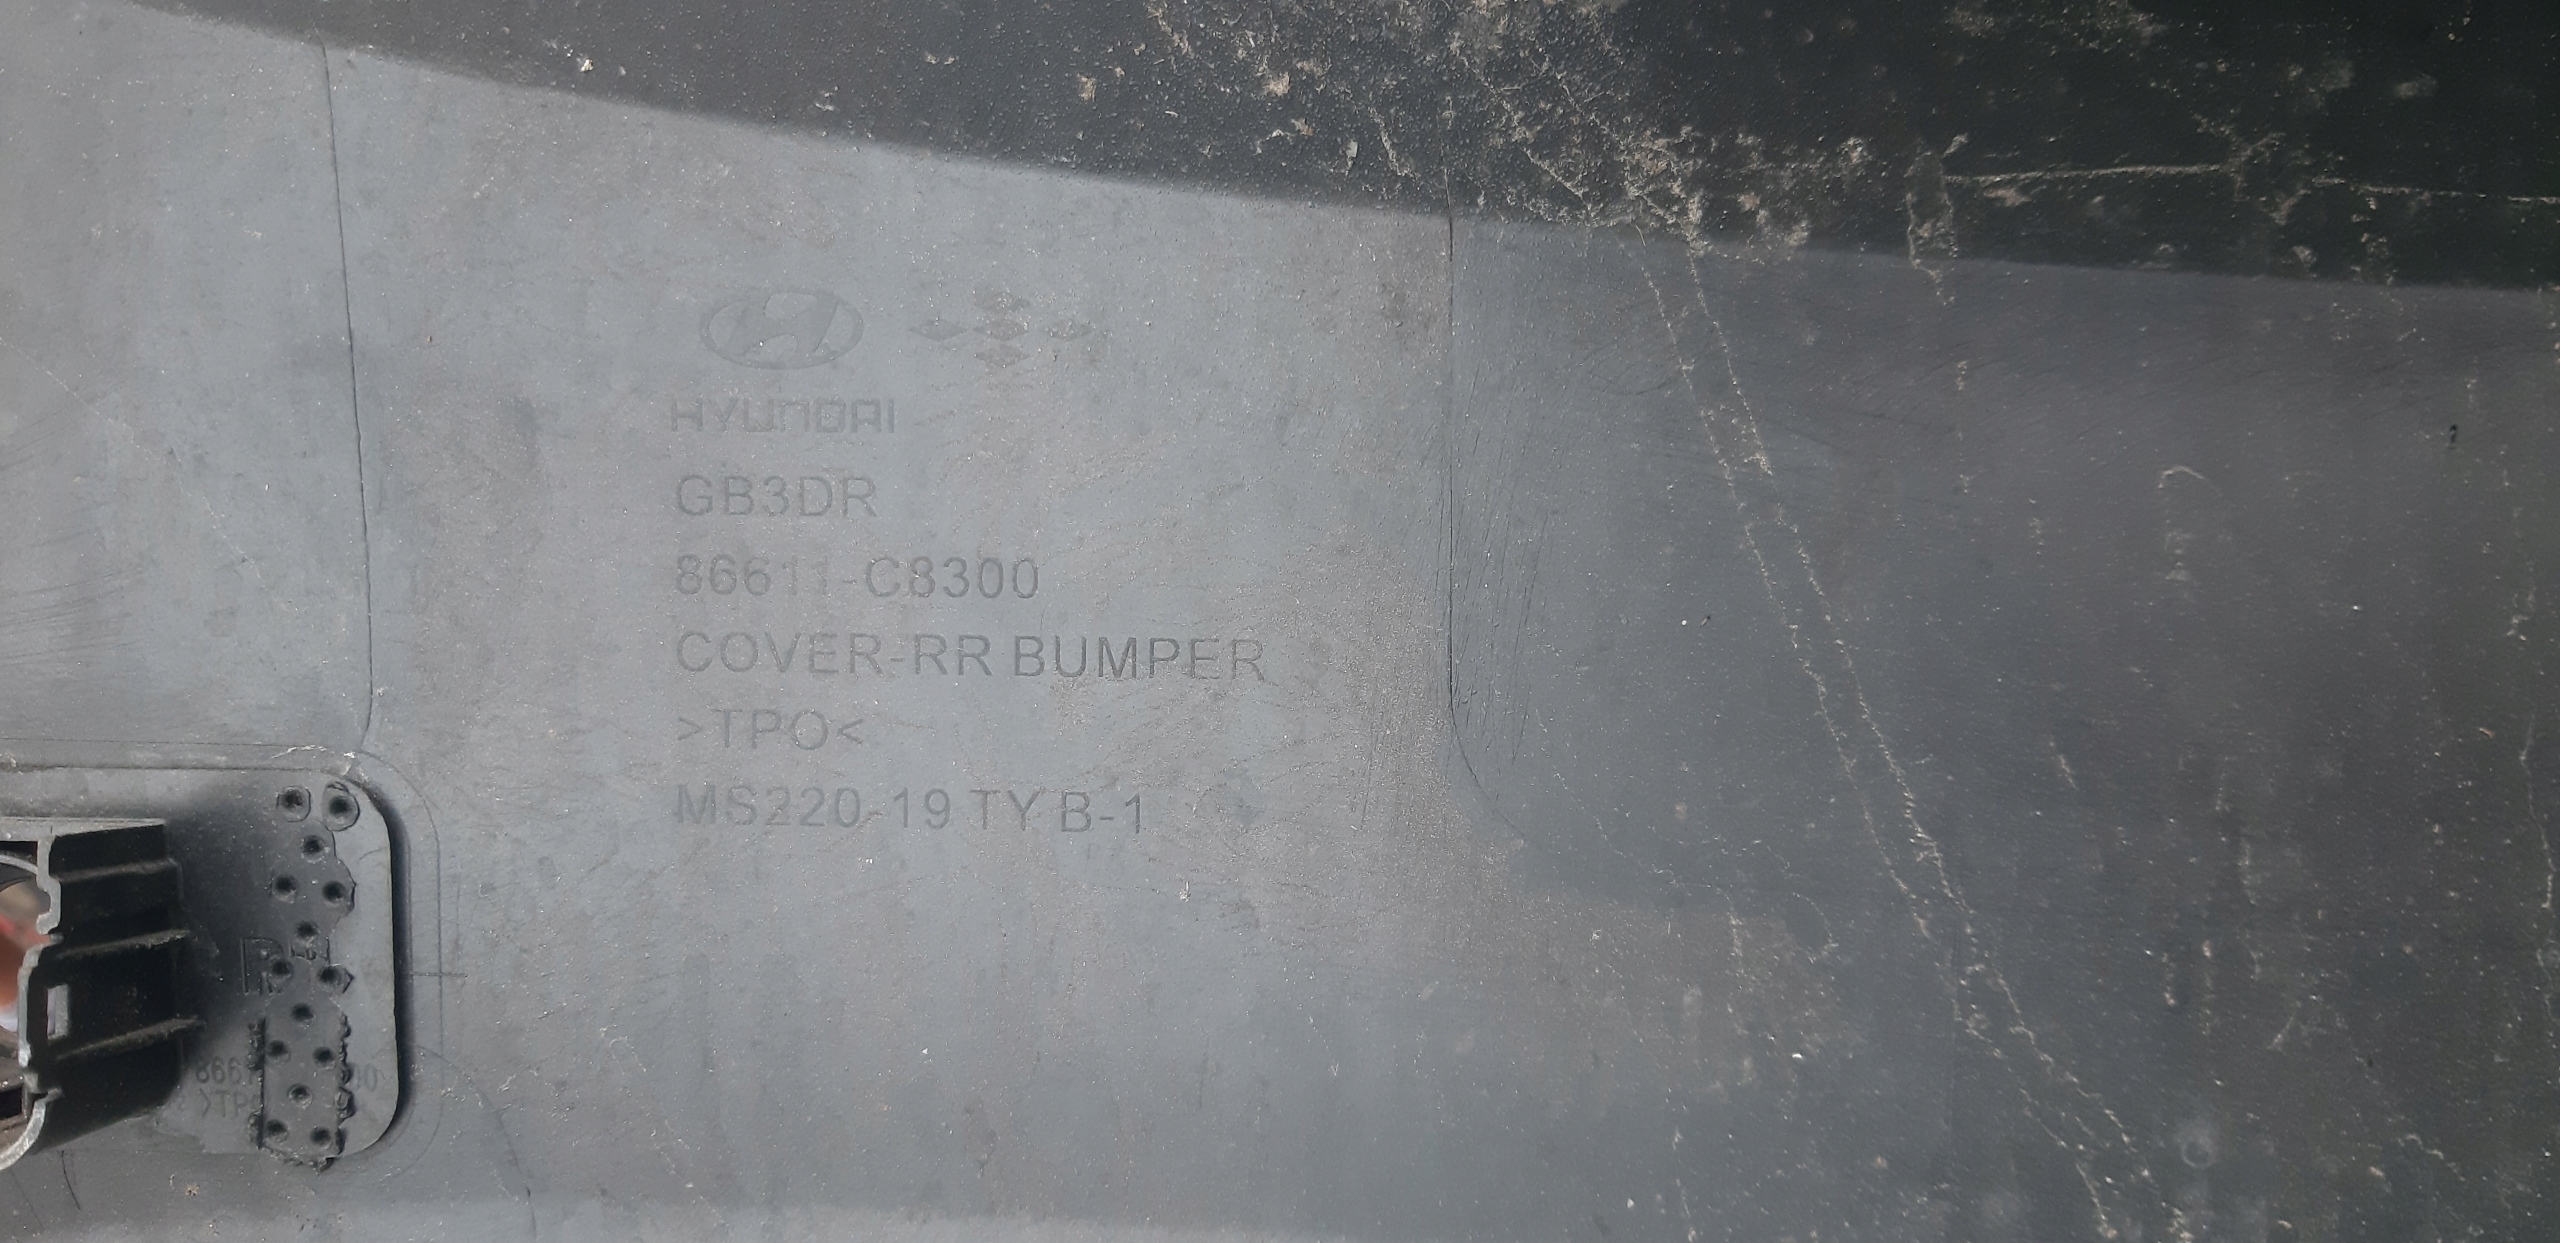 HYUNDAI
GB3DR
86611-C8300
COVER-RR BUMPER
>TPO<
MS220-19 TY B-1